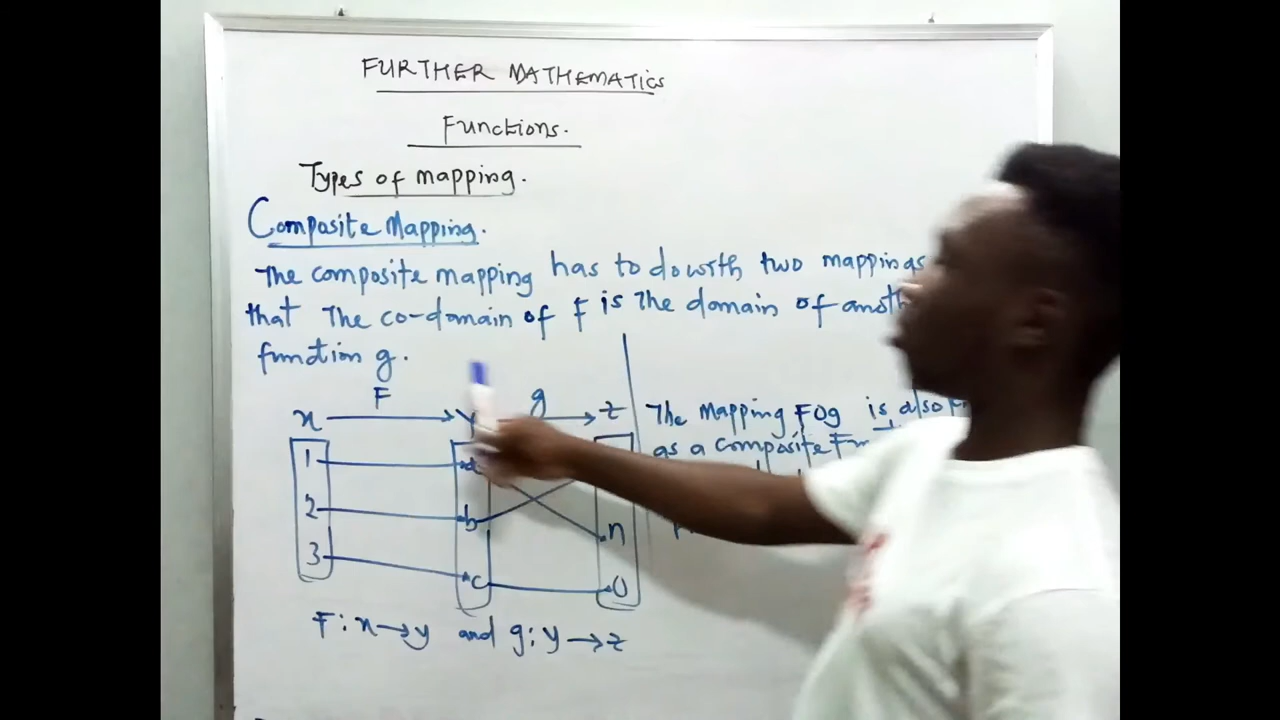 FURTHER MATHEMATICS
Functions.
Types of mapping.
Composite Mapping.
The composite mapping has to do with two mappings
that The co-domain of F is The domain of
function g.
F g
x y z
1 a
2 b n
3 c o
F : x → y and g : y → z
The mapping FOg is also
as a composite